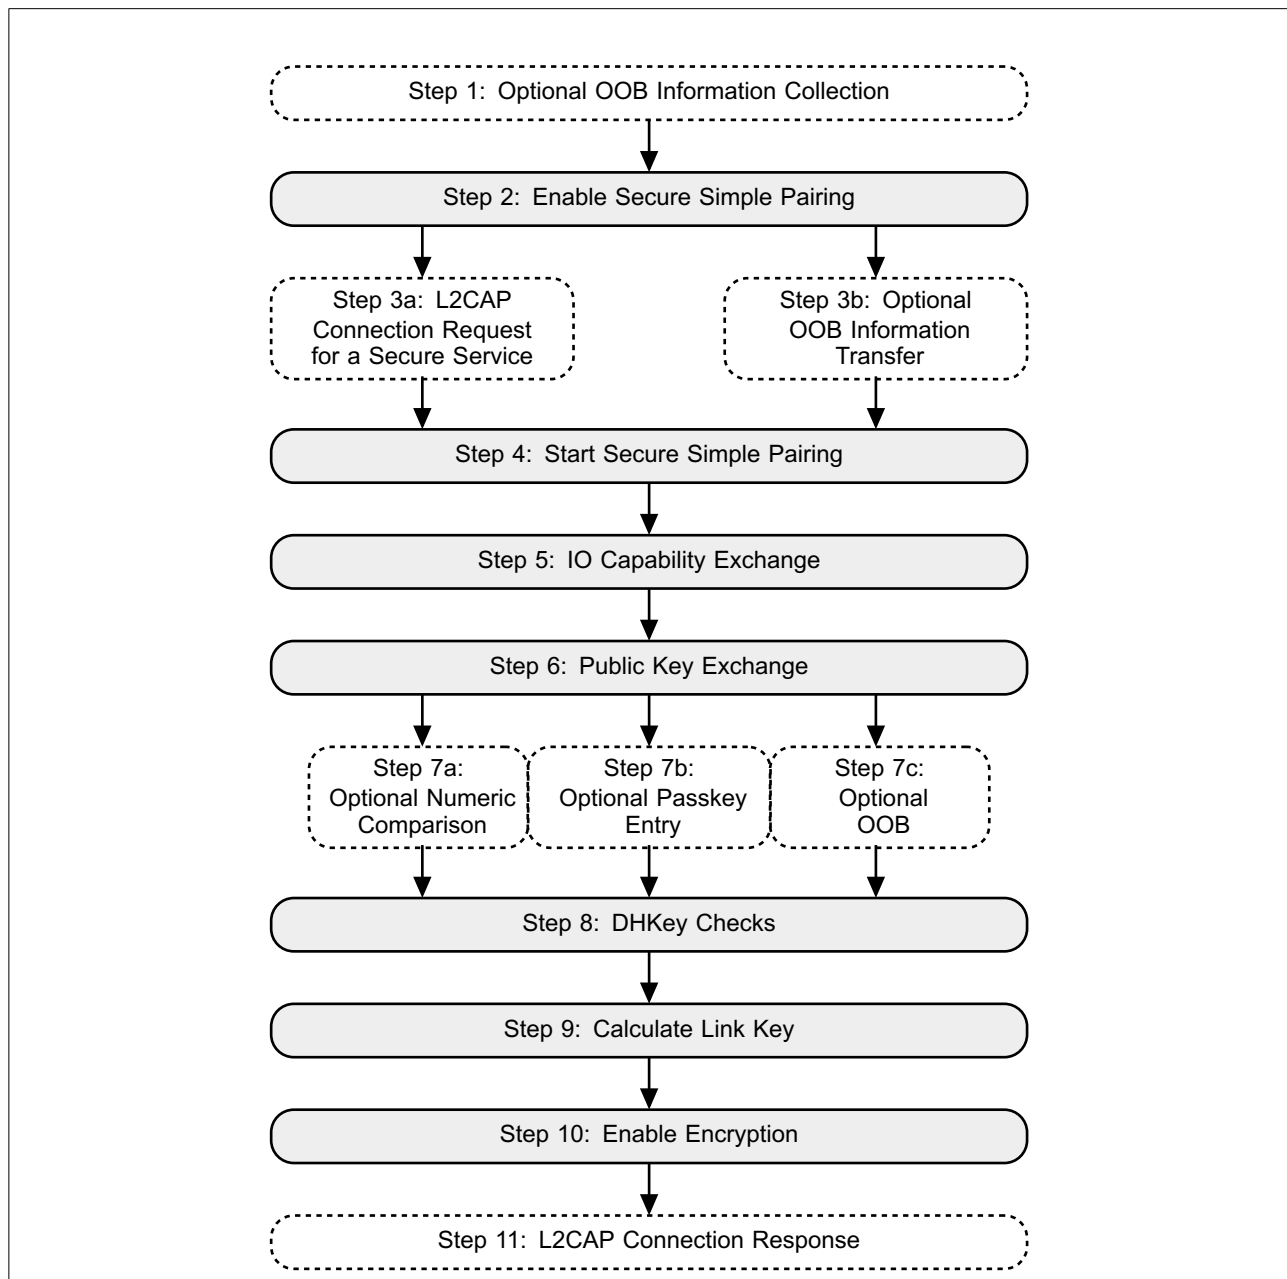 Step 1: Optional OOB Information Collection
Step 2: Enable Secure Simple Pairing
Step 3a: L2CAP
Connection Request
for a Secure Service
Step 3b: Optional
OOB Information
Transfer
Step 4: Start Secure Simple Pairing
Step 5: IO Capability Exchange
Step 6: Public Key Exchange
Step 7a:
Optional Numeric
Comparison
Step 7b:
Optional Passkey
Entry
Step 7c:
Optional
OOB
Step 8: DHKey Checks
Step 9: Calculate Link Key
Step 10: Enable Encryption
Step 11: L2CAP Connection Response